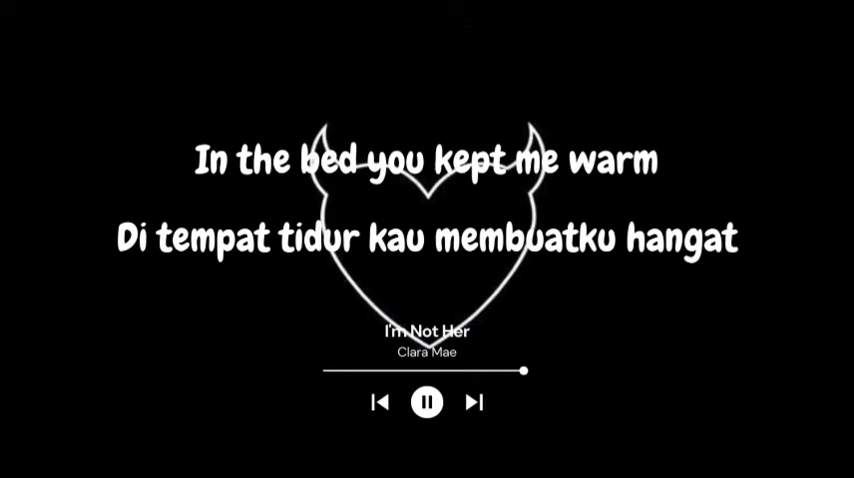 In the bed you kept me warm
Di tempat tidur kau membuatku hangat
I'm Not Her
Clara Mae